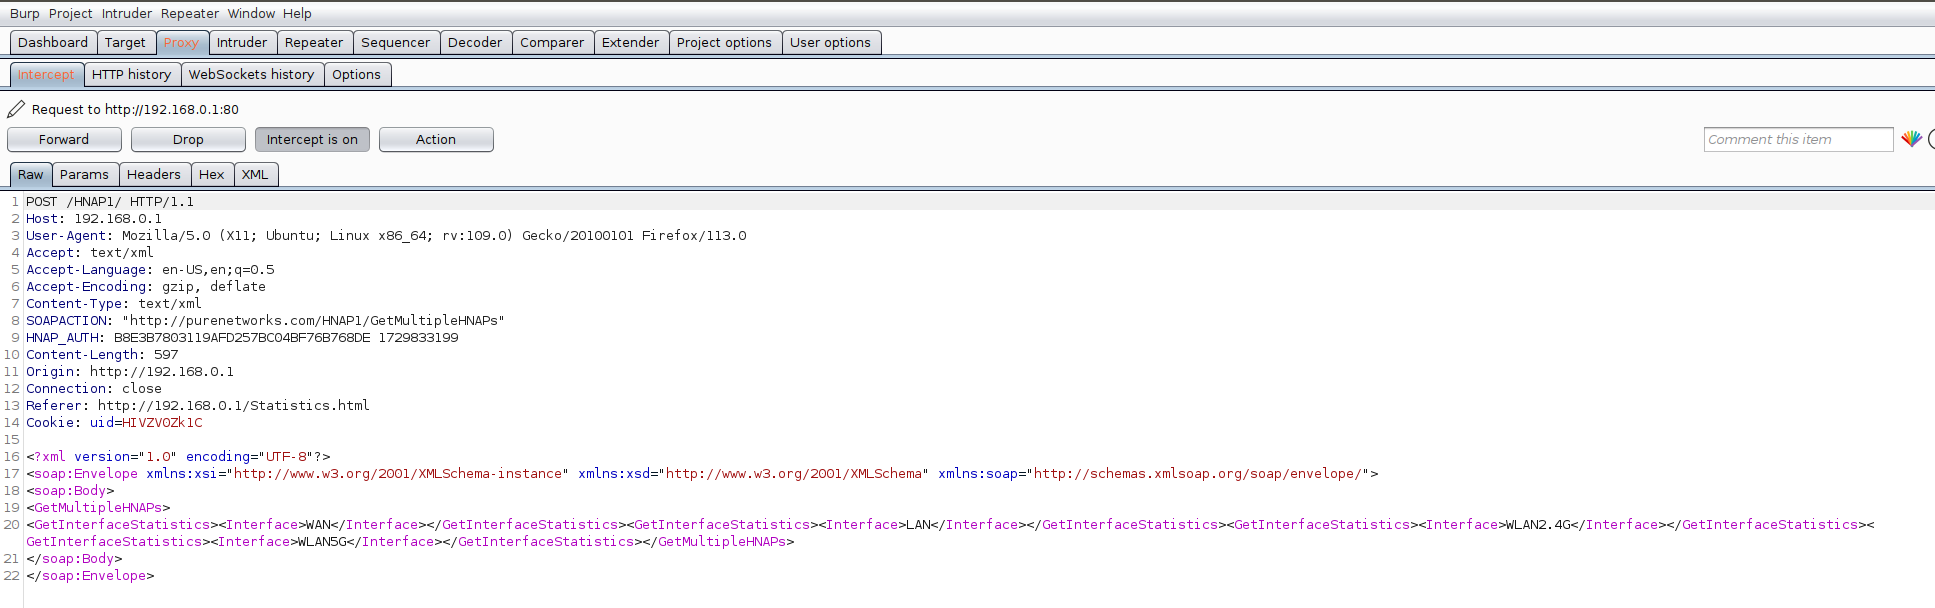 Burp Project Intruder Repeater Window Help
Dashboard Target Proxy Intruder Repeater Sequencer Decoder Comparer Extender Project options User options
Intercept HTTP history WebSockets history Options
Request to http://192.168.0.1:80
Forward Drop Intercept is on Action Comment this item
Raw Params Headers Hex XML
1 POST /HNAP1/ HTTP/1.1
2 Host: 192.168.0.1
3 User-Agent: Mozilla/5.0 (X11; Ubuntu; Linux x86_64; rv:109.0) Gecko/20100101 Firefox/113.0
4 Accept: text/xml
5 Accept-Language: en-US,en;q=0.5
6 Accept-Encoding: gzip, deflate
7 Content-Type: text/xml
8 SOAPACTION: "http://purenetworks.com/HNAP1/GetMultipleHNAPs"
9 HNAP_AUTH: B8E3B7803119AFD257BC04BF76B768DE 1729833199
10 Content-Length: 597
11 Origin: http://192.168.0.1
12 Connection: close
13 Referer: http://192.168.0.1/Statistics.html
14 Cookie: uid=HIVZV0Zk1C
15
16 <?xml version="1.0" encoding="UTF-8"?>
17 <soap:Envelope xmlns:xsi="http://www.w3.org/2001/XMLSchema-instance" xmlns:xsd="http://www.w3.org/2001/XMLSchema" xmlns:soap="http://schemas.xmlsoap.org/soap/envelope/">
18 <soap:Body>
19 <GetMultipleHNAPs>
20 <GetInterfaceStatistics><Interface>WAN</Interface></GetInterfaceStatistics><GetInterfaceStatistics><Interface>LAN</Interface></GetInterfaceStatistics><GetInterfaceStatistics><Interface>WLAN2.4G</Interface></GetInterfaceStatistics><
GetInterfaceStatistics><Interface>WLAN5G</Interface></GetInterfaceStatistics></GetMultipleHNAPs>
21 </soap:Body>
22 </soap:Envelope>